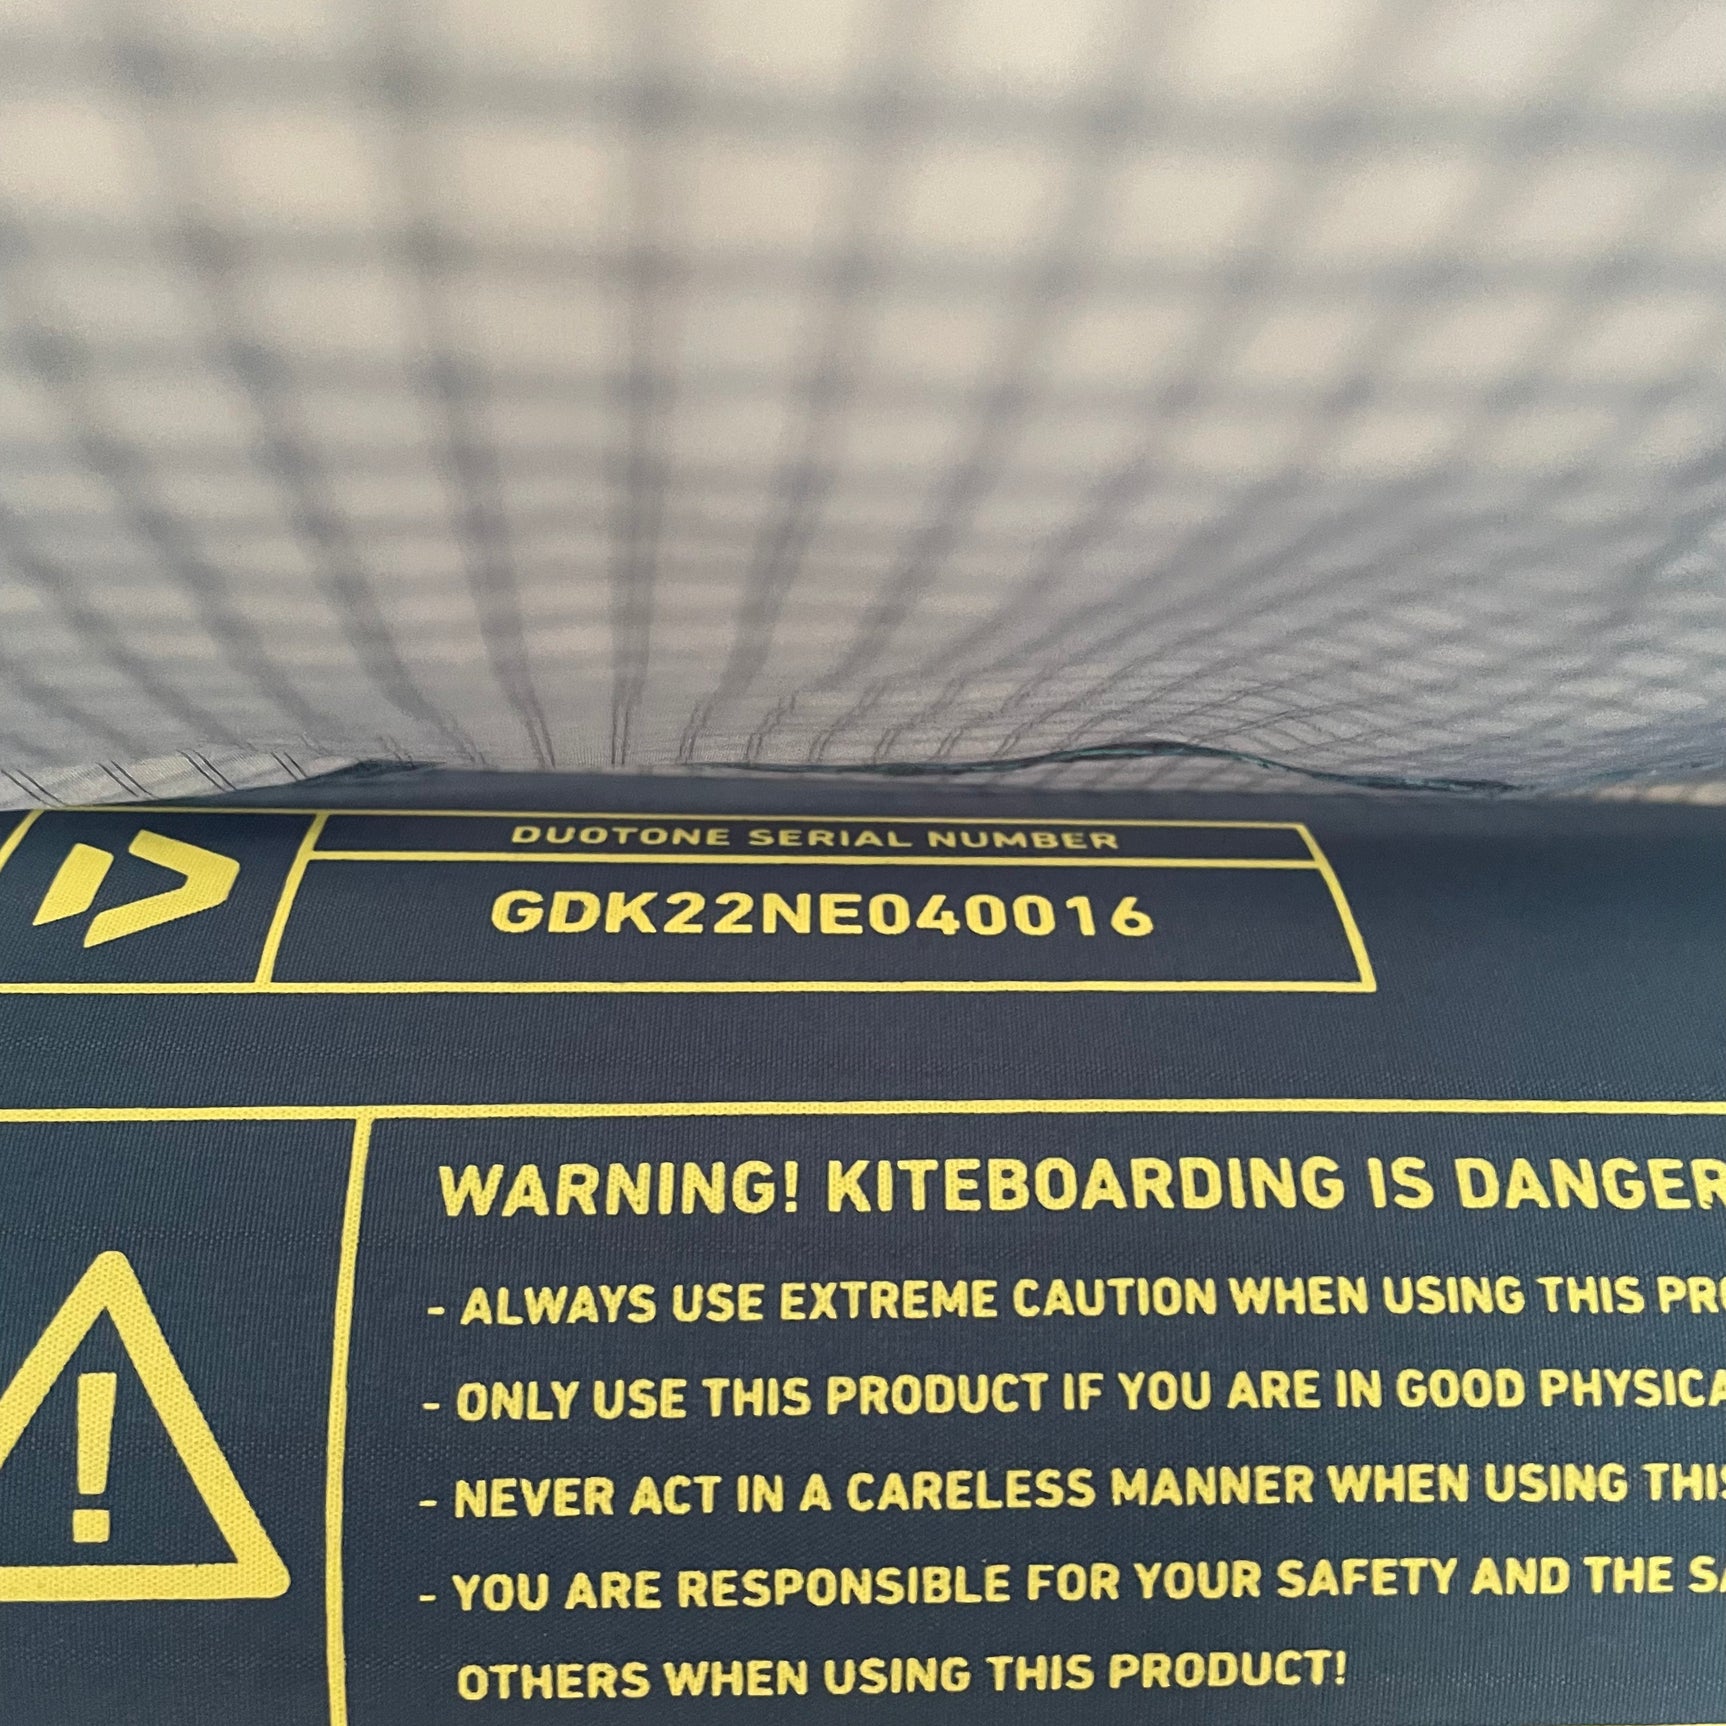 DUOTONE SERIAL NUMBER
GDK22NE040016
WARNING! KITEBOARDING IS DANGER
- ALWAYS USE EXTREME CAUTION WHEN USING THIS PRO
- ONLY USE THIS PRODUCT IF YOU ARE IN GOOD PHYSICA
- NEVER ACT IN A CARELESS MANNER WHEN USING THIS
- YOU ARE RESPONSIBLE FOR YOUR SAFETY AND THE SA
OTHERS WHEN USING THIS PRODUCT!